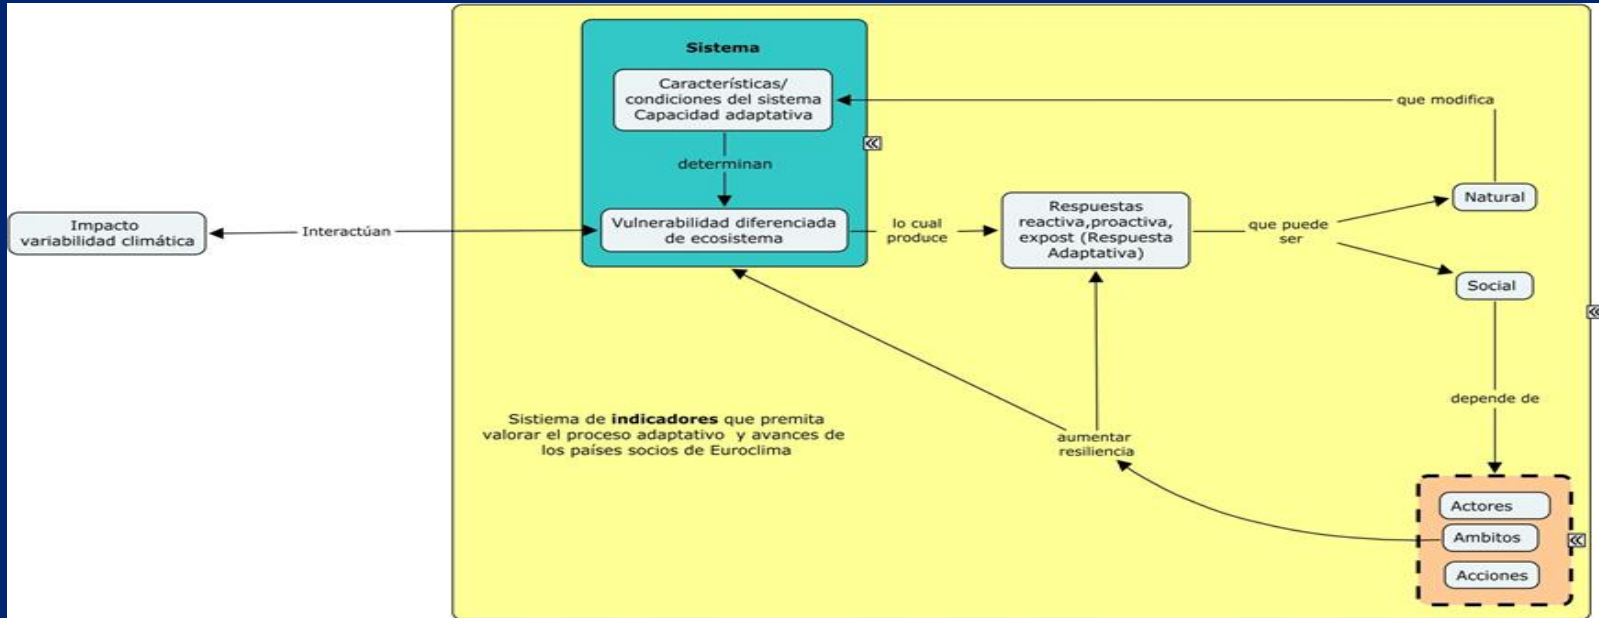 Sistema
Características/
condiciones del sistema
Capacidad adaptativa
que modifica
determinan
Impacto
variabilidad climática
Interactúan
Vulnerabilidad diferenciada
de ecosistema
lo cual
produce
Respuestas
reactiva,proactiva,
expost (Respuesta
Adaptativa)
que puede
ser
Natural
Social
depende de
Sistiema de indicadores que premita
valorar el proceso adaptativo y avances de
los países socios de Euroclima
aumentar
resiliencia
Actores
Ambitos
Acciones